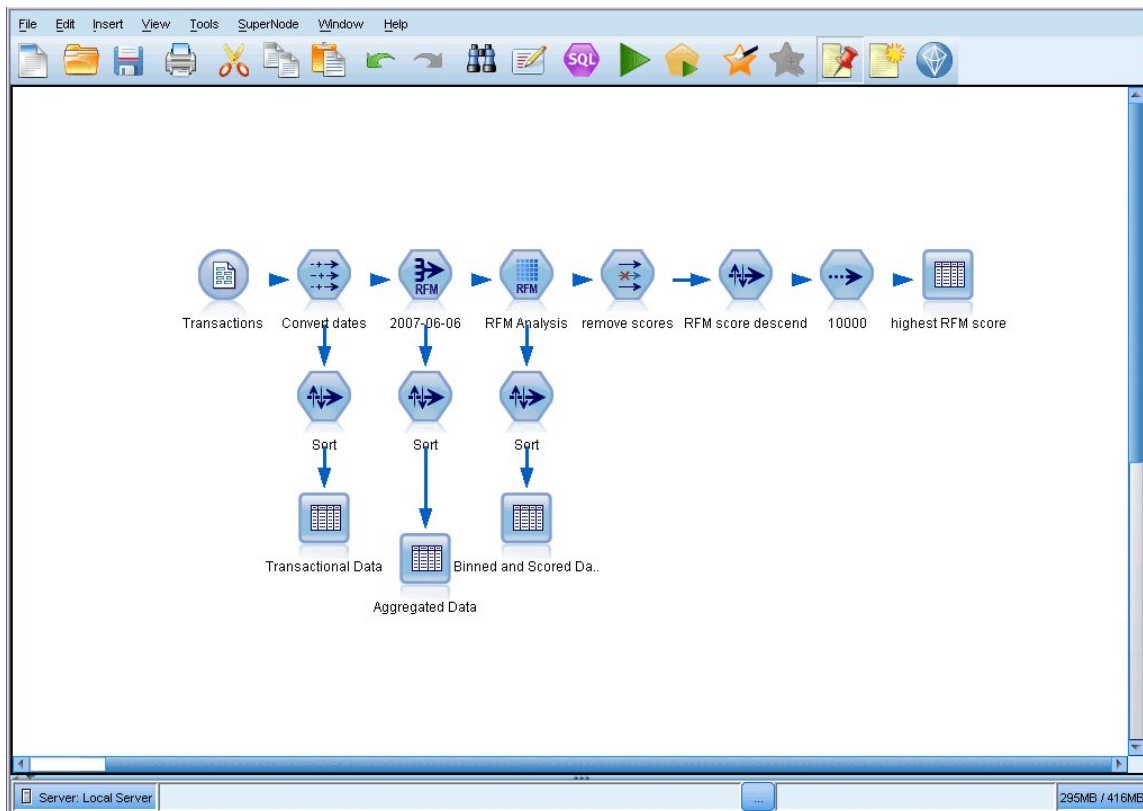 File Edit Insert View Tools SuperNode Window Help
SQL
RFM RFM
Transactions Convert dates 2007-06-06 RFM Analysis remove scores RFM score descend 10000 highest RFM score
Sort Sort Sort
Transactional Data Binned and Scored Da..
Aggregated Data
...
Server: Local Server ... 295MB / 416MB